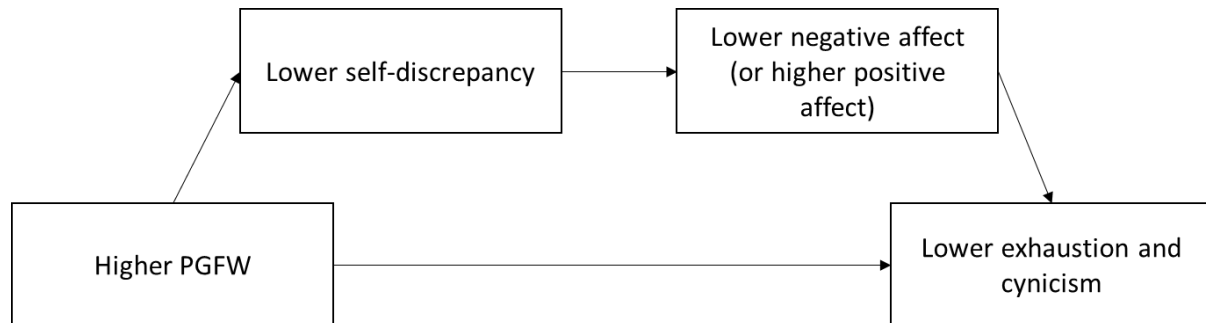 Lower self-discrepancy
Lower negative affect
(or higher positive
affect)
Higher PGFW
Lower exhaustion and
cynicism